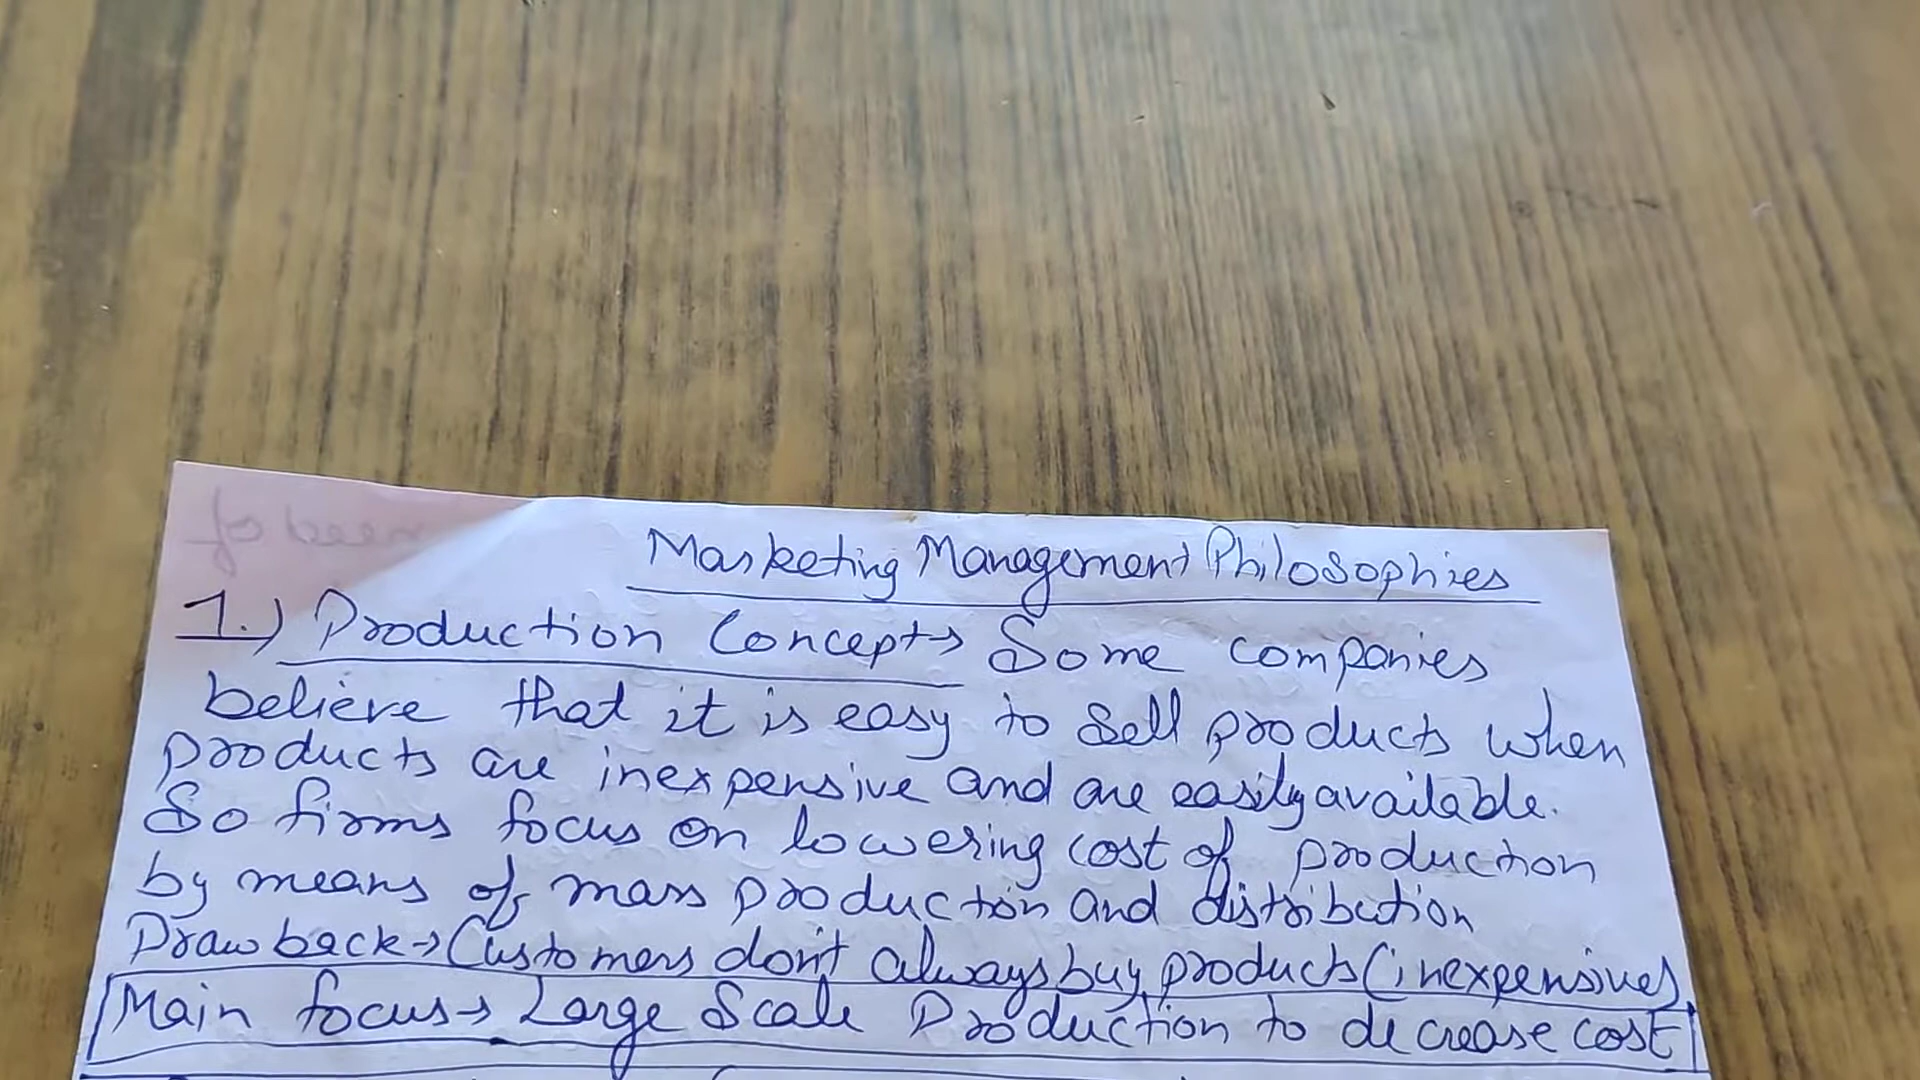 need of
Marketing Management Philosophies
1.) Production Concept→ Some companies
believe that it is easy to sell products when
products are inexpensive and are easily available.
So firms focus on lowering cost of production
by means of mass production and distribution
Drawback→Customers don't always buy products (inexpensive)
Main focus→ Large Scale Production to decrease cost